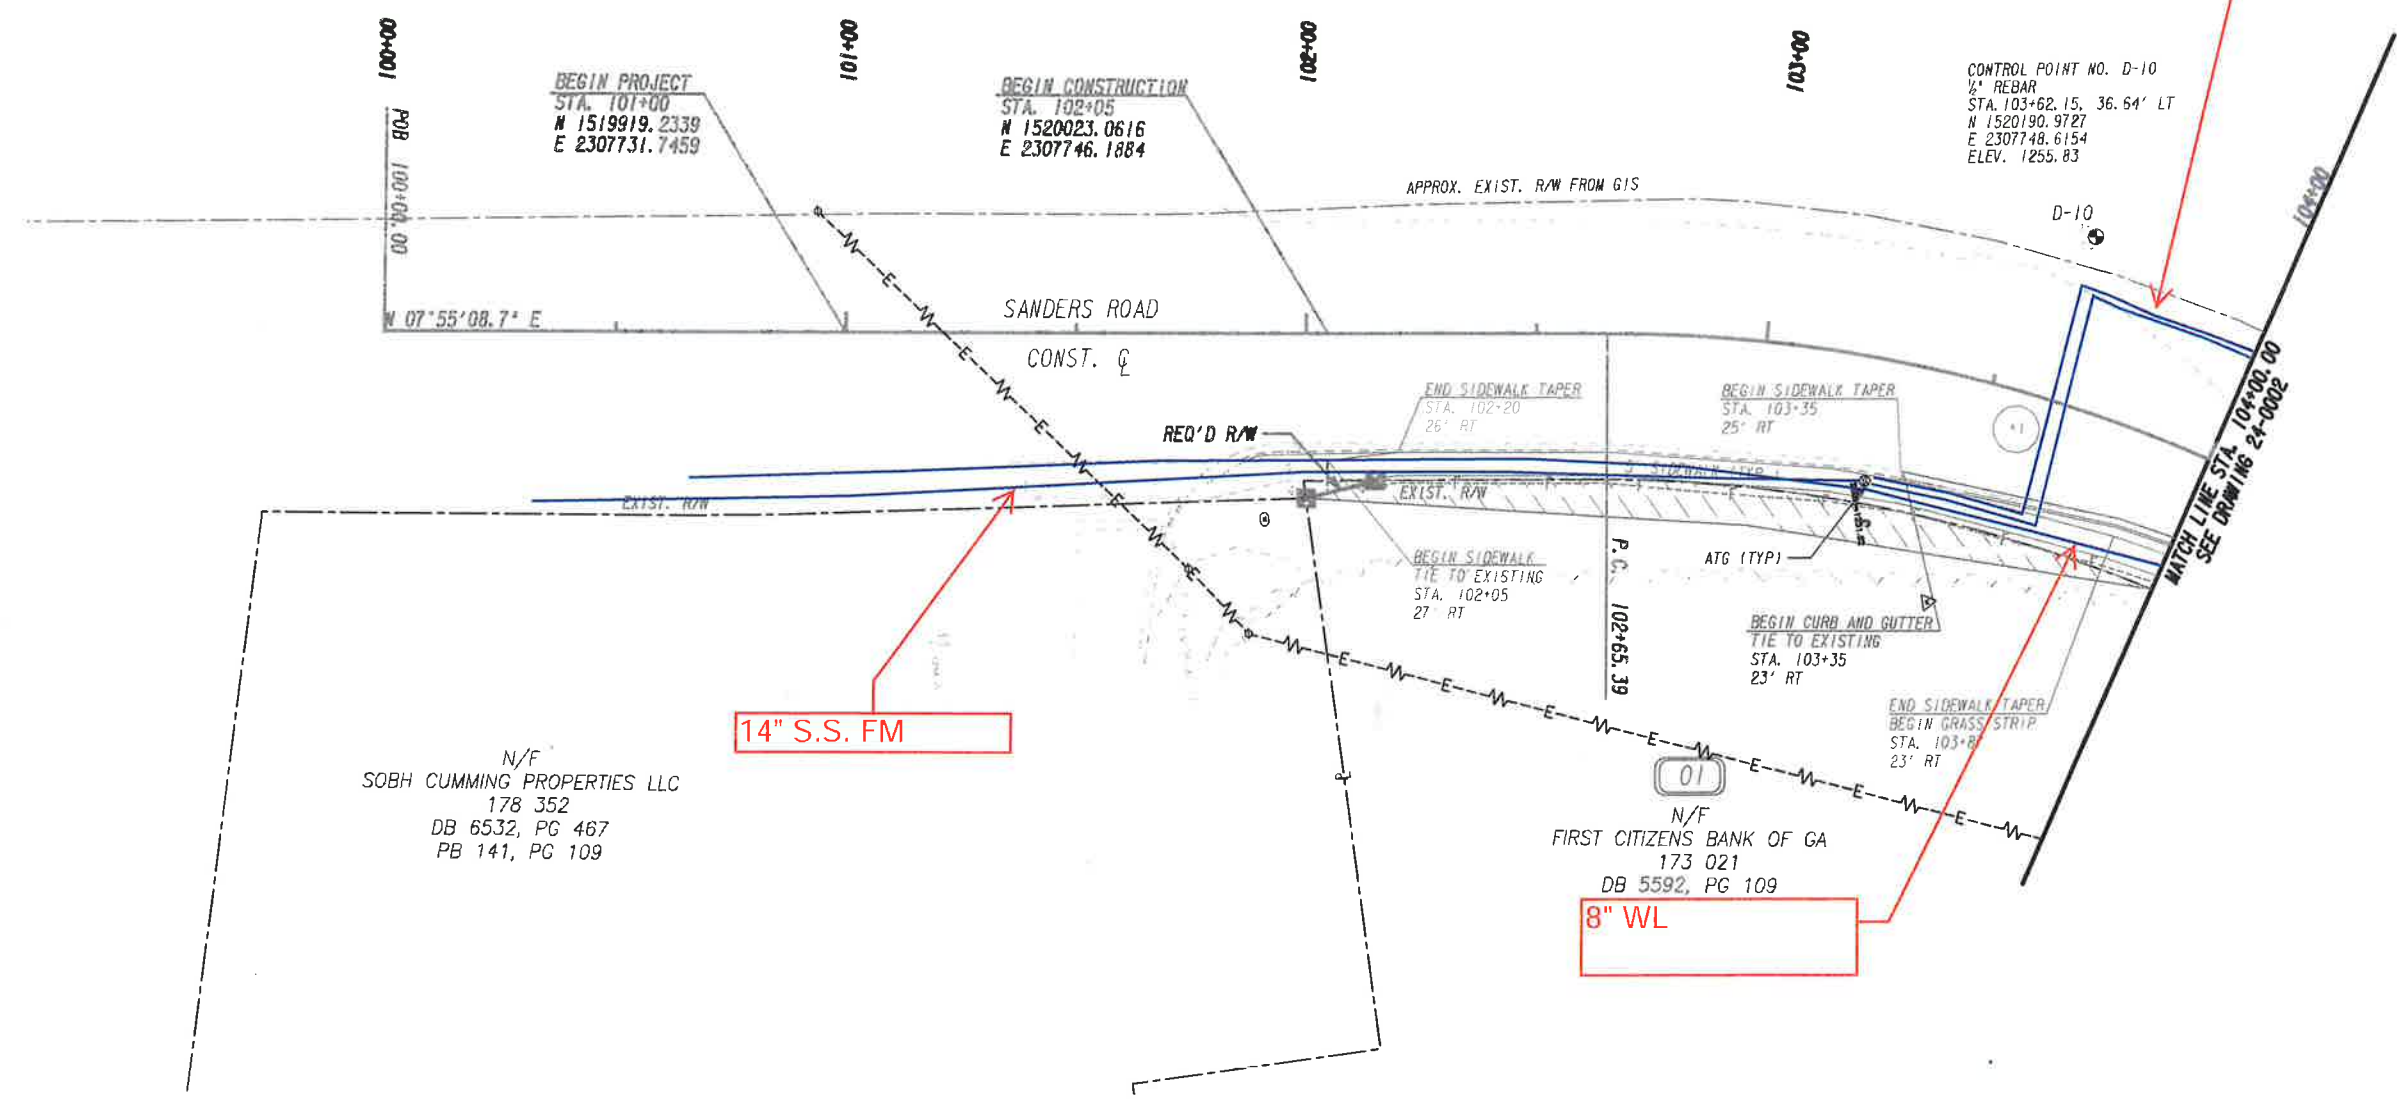 100+00
101+00
102+00
103+00
104+00
POB 100+00.00
BEGIN PROJECT
STA. 101+00
N 1519919.2339
E 2307731.7459
BEGIN CONSTRUCTION
STA. 102+05
N 1520023.0616
E 2307746.1884
CONTROL POINT NO. D-10
½" REBAR
STA. 103+62.15, 36.64' LT
N 1520190.9727
E 2307748.6154
ELEV. 1255.83
APPROX. EXIST. R/W FROM GIS
D-10
N 07°55'08.7" E
SANDERS ROAD
CONST. ℄
END SIDEWALK TAPER
STA. 102+20
26' RT
BEGIN SIDEWALK TAPER
STA. 103+35
25' RT
REQ'D R/W
5' SIDEWALK (TYP.)
EXIST. R/W
EXIST. R/W
MATCH LINE STA. 104+00.00
SEE DRAWING 24-0002
BEGIN SIDEWALK
TIE TO EXISTING
STA. 102+05
27' RT
P.C. 102+65.39
ATG (TYP)
BEGIN CURB AND GUTTER
TIE TO EXISTING
STA. 103+35
23' RT
END SIDEWALK TAPER
BEGIN GRASS STRIP
STA. 103+87
23' RT
14" S.S. FM
N/F
SOBH CUMMING PROPERTIES LLC
178 352
DB 6532, PG 467
PB 141, PG 109
01
N/F
FIRST CITIZENS BANK OF GA
173 021
DB 5592, PG 109
8" WL
E
E
E
E
E
E
E
E
E
E
E
E
E